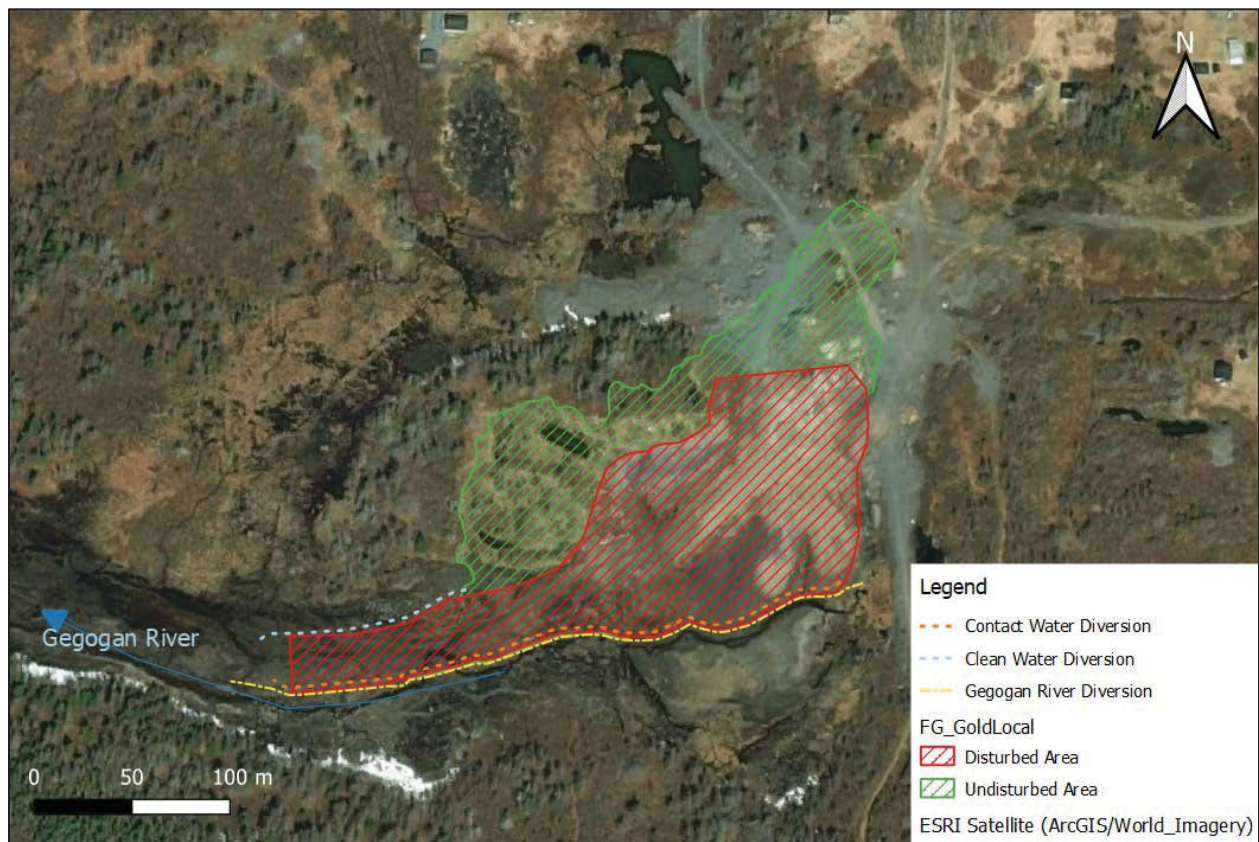 N
Gegogan River
0 50 100 m
Legend
Contact Water Diversion
Clean Water Diversion
Gegogan River Diversion
FG_GoldLocal
Disturbed Area
Undisturbed Area
ESRI Satellite (ArcGIS/World_Imagery)